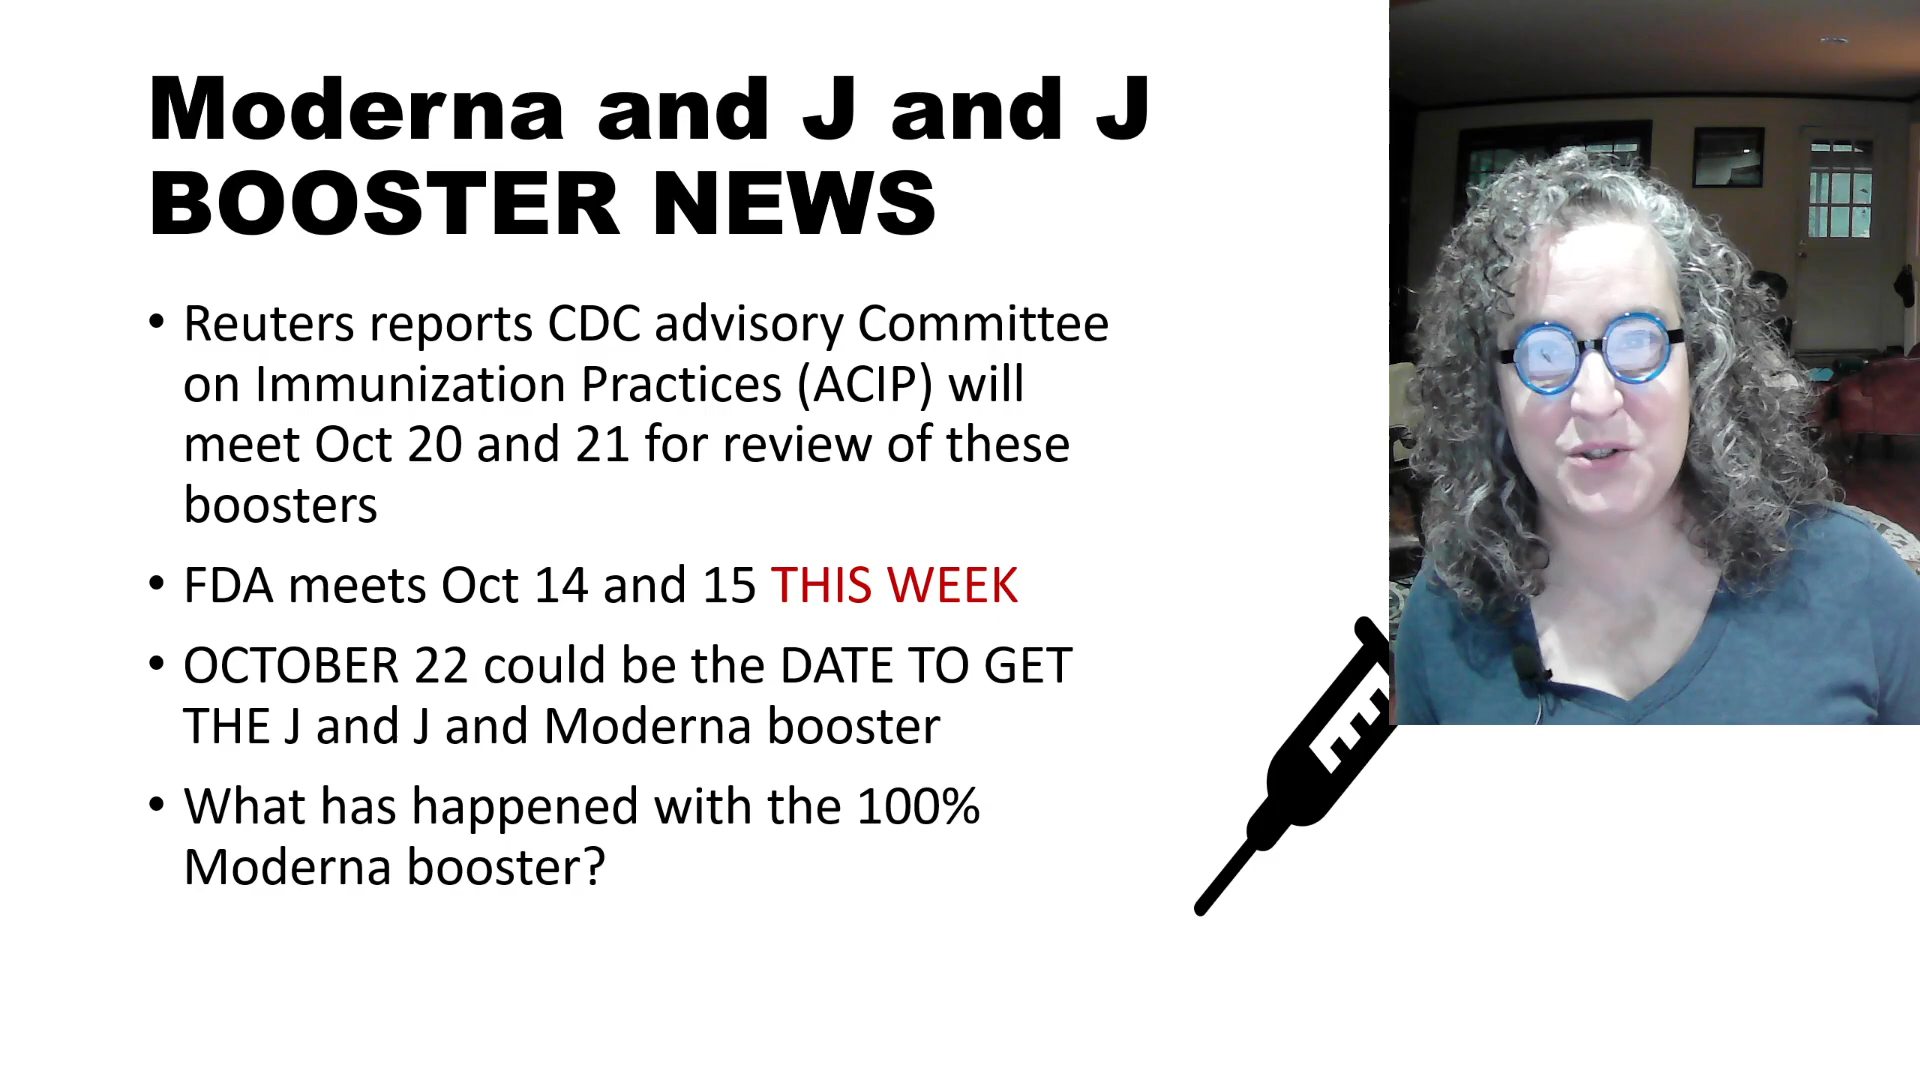 Moderna and J and J
BOOSTER NEWS
• Reuters reports CDC advisory Committee
on Immunization Practices (ACIP) will
meet Oct 20 and 21 for review of these
boosters
• FDA meets Oct 14 and 15 THIS WEEK
• OCTOBER 22 could be the DATE TO GET
THE J and J and Moderna booster
• What has happened with the 100%
Moderna booster?